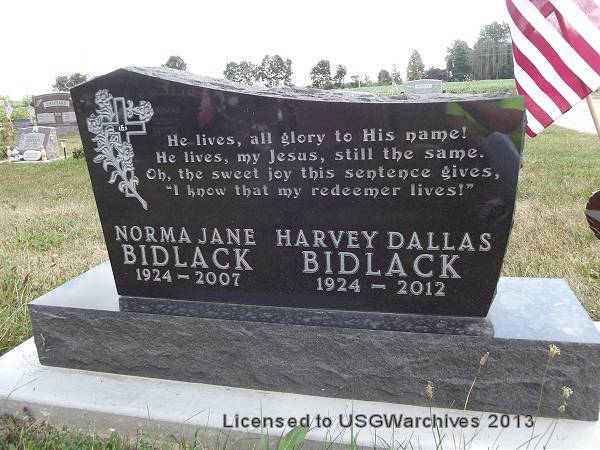 He lives, all glory to His name!
He lives, my Jesus, still the same.
Oh, the sweet joy this sentence gives,
"I know that my redeemer lives!"
NORMA JANE
BIDLACK
1924 - 2007
HARVEY DALLAS
BIDLACK
1924 - 2012
Licensed to USGWarchives 2013